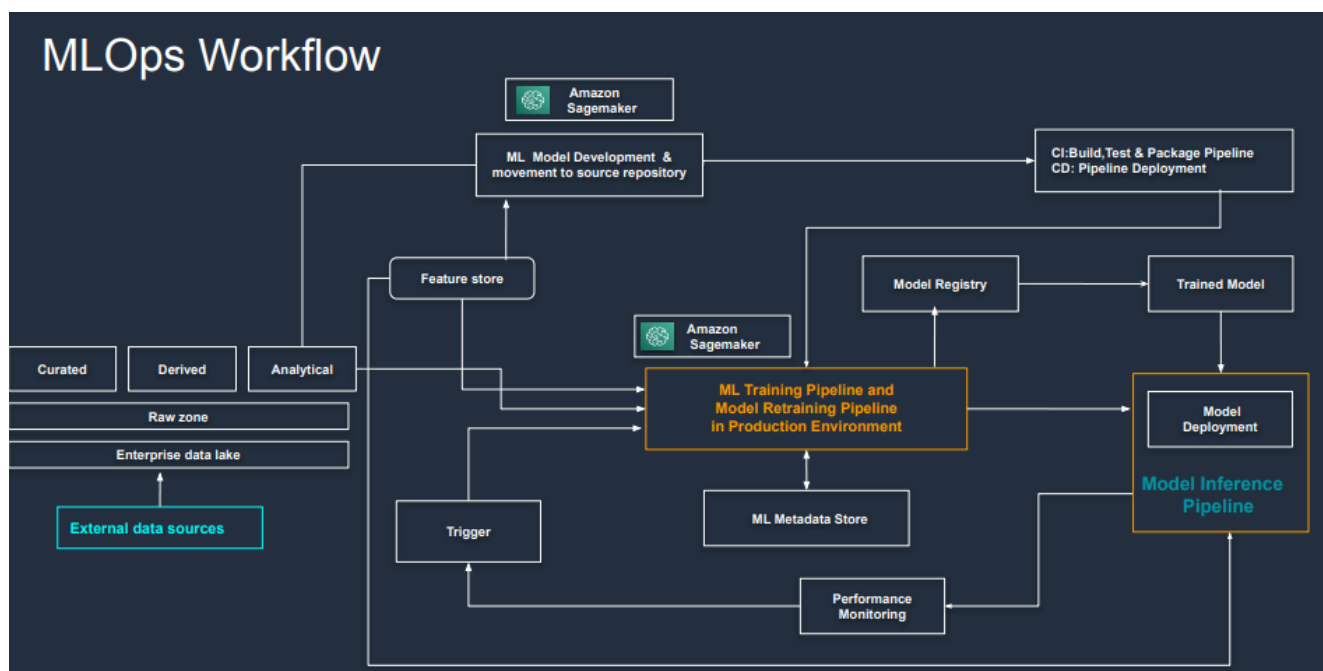 MLOps Workflow
Amazon
Sagemaker
ML Model Development &
movement to source repository
CI:Build,Test & Package Pipeline
CD: Pipeline Deployment
Feature store
Model Registry
Trained Model
Amazon
Sagemaker
Curated
Derived
Analytical
ML Training Pipeline and
Model Retraining Pipeline
in Production Environment
Model
Deployment
Raw zone
Enterprise data lake
Model Inference
Pipeline
External data sources
Trigger
ML Metadata Store
Performance
Monitoring